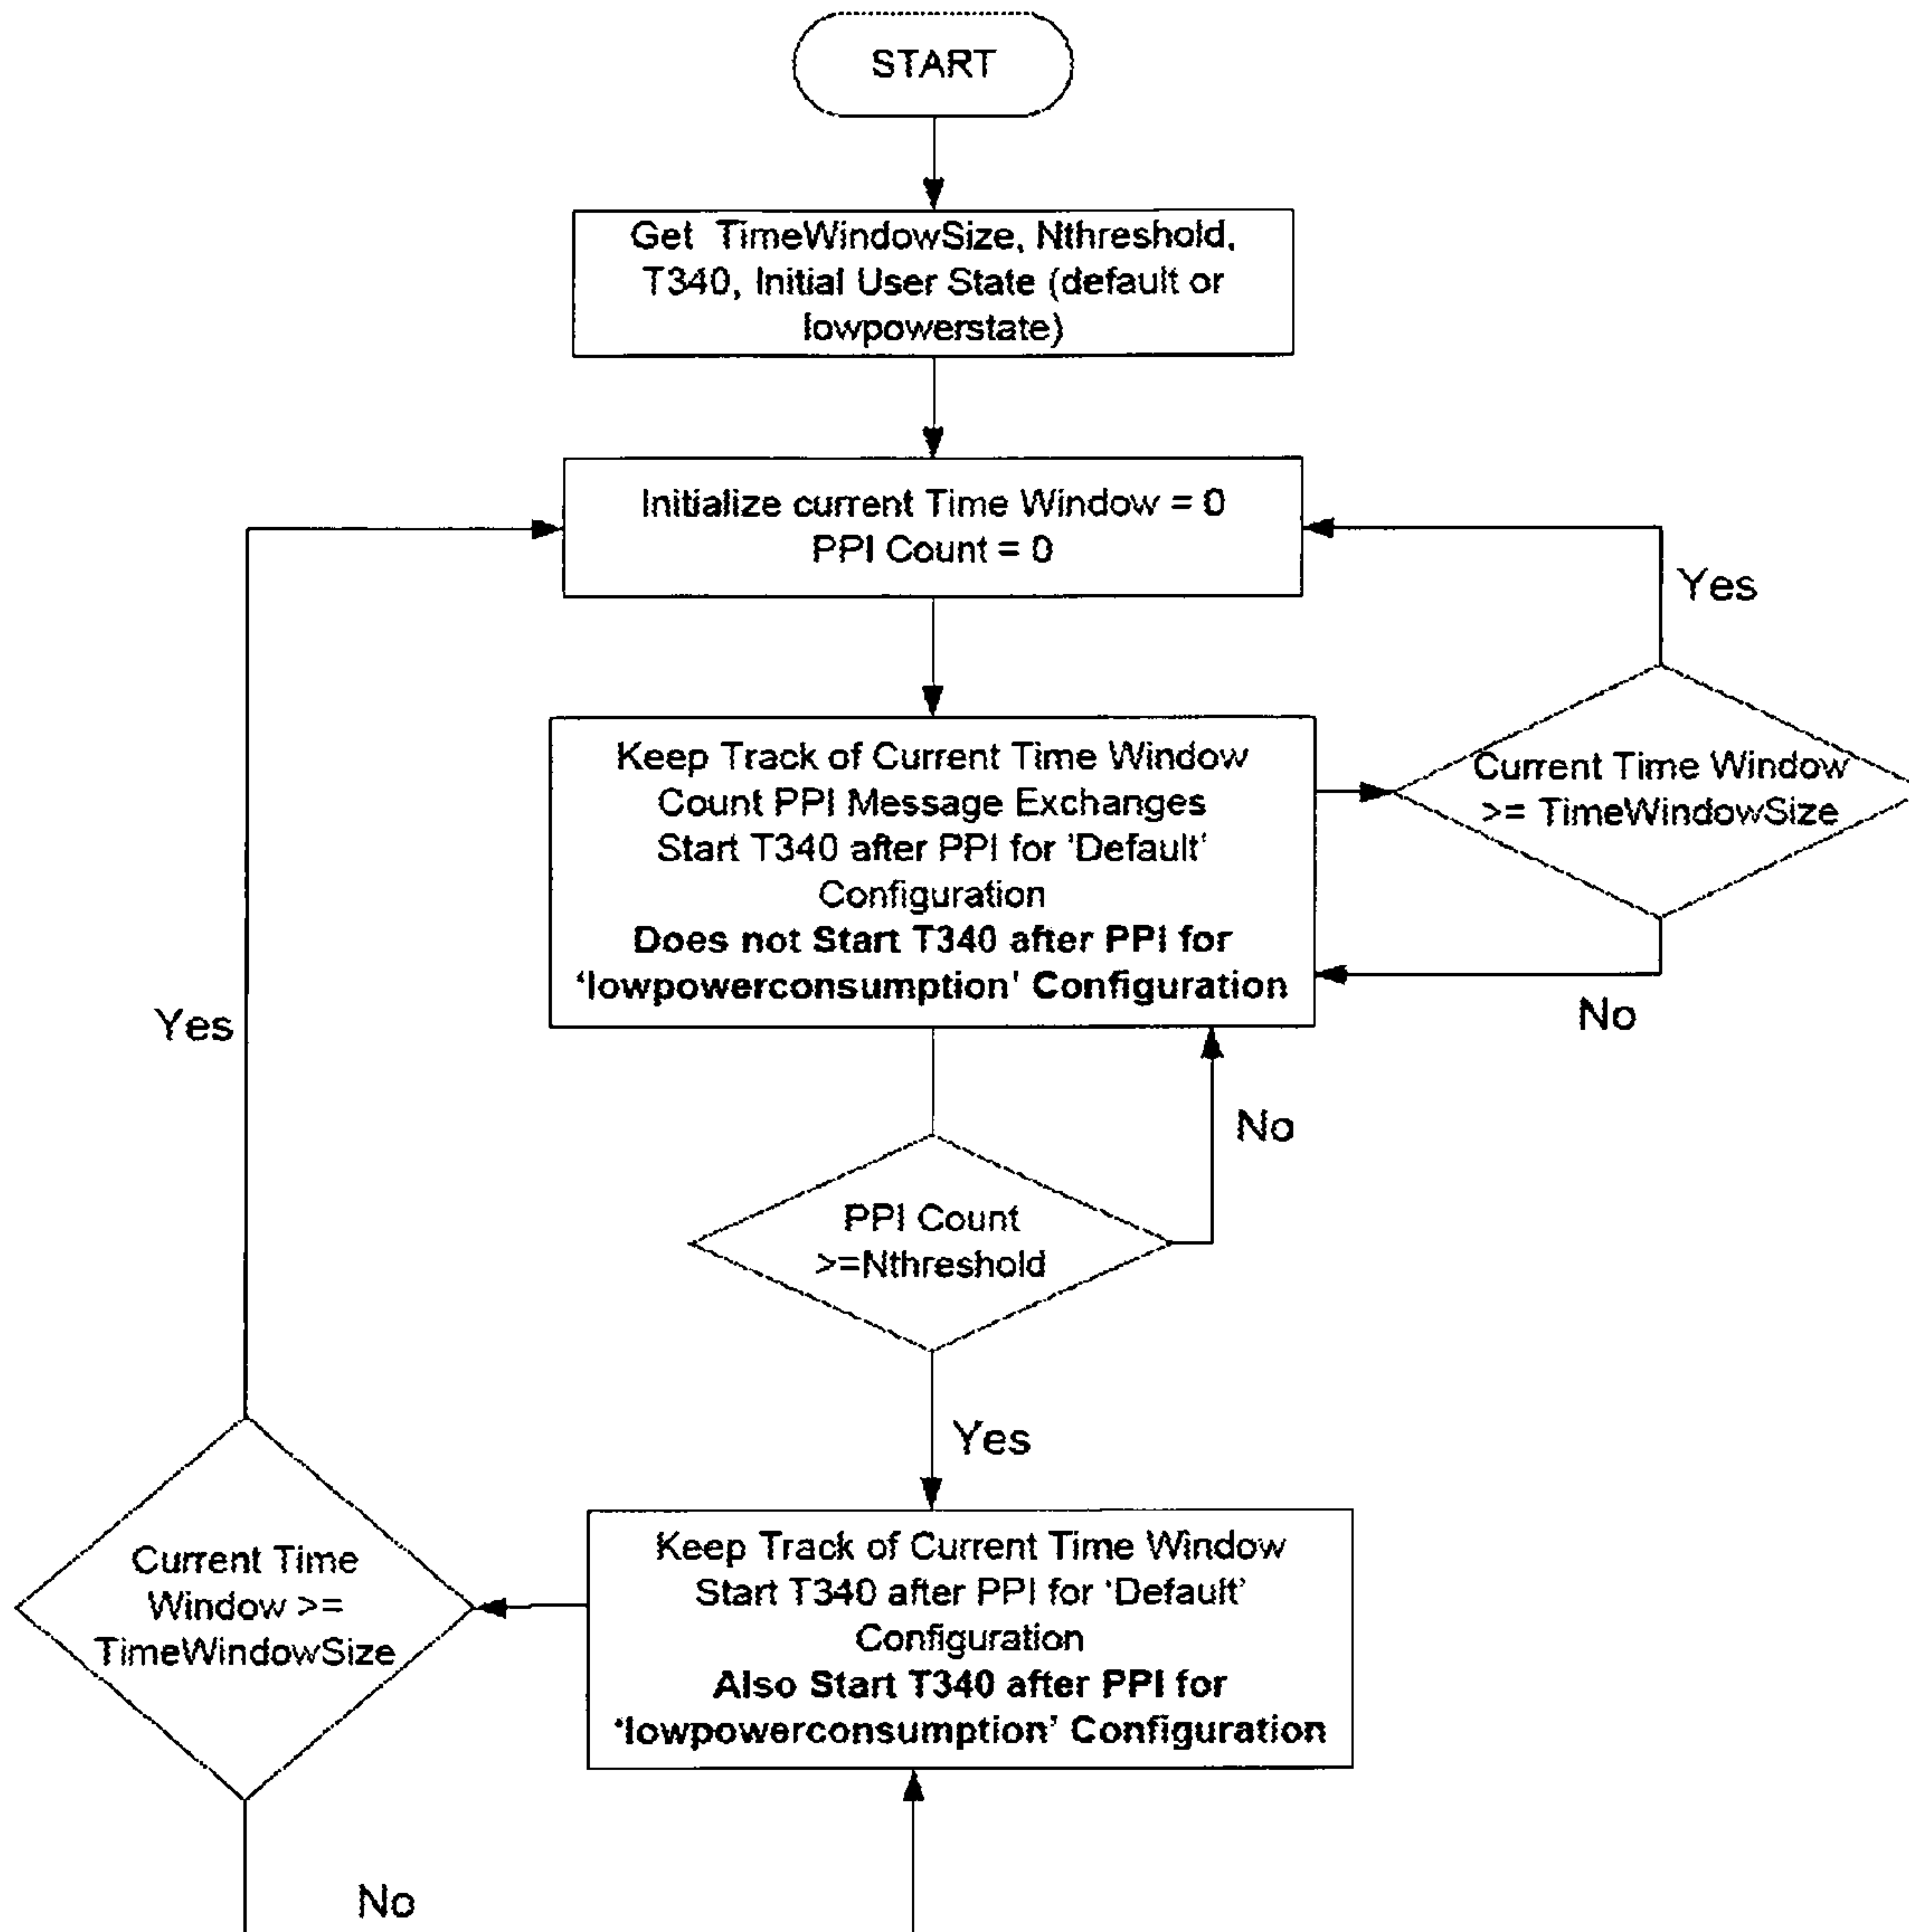 START
Get TimeWindowSize, Nthreshold,
T340, Initial User State (default or
lowpowerstate)
Initialize current Time Window = 0
PPI Count = 0
Yes
Keep Track of Current Time Window
Count PPI Message Exchanges
Start T340 after PPI for 'Default'
Configuration
Does not Start T340 after PPI for
'lowpowerconsumption' Configuration
Current Time Window
>= TimeWindowSize
No
Yes
No
PPI Count
>=Nthreshold
Yes
Current Time
Window >=
TimeWindowSize
Keep Track of Current Time Window
Start T340 after PPI for 'Default'
Configuration
Also Start T340 after PPI for
'lowpowerconsumption' Configuration
No